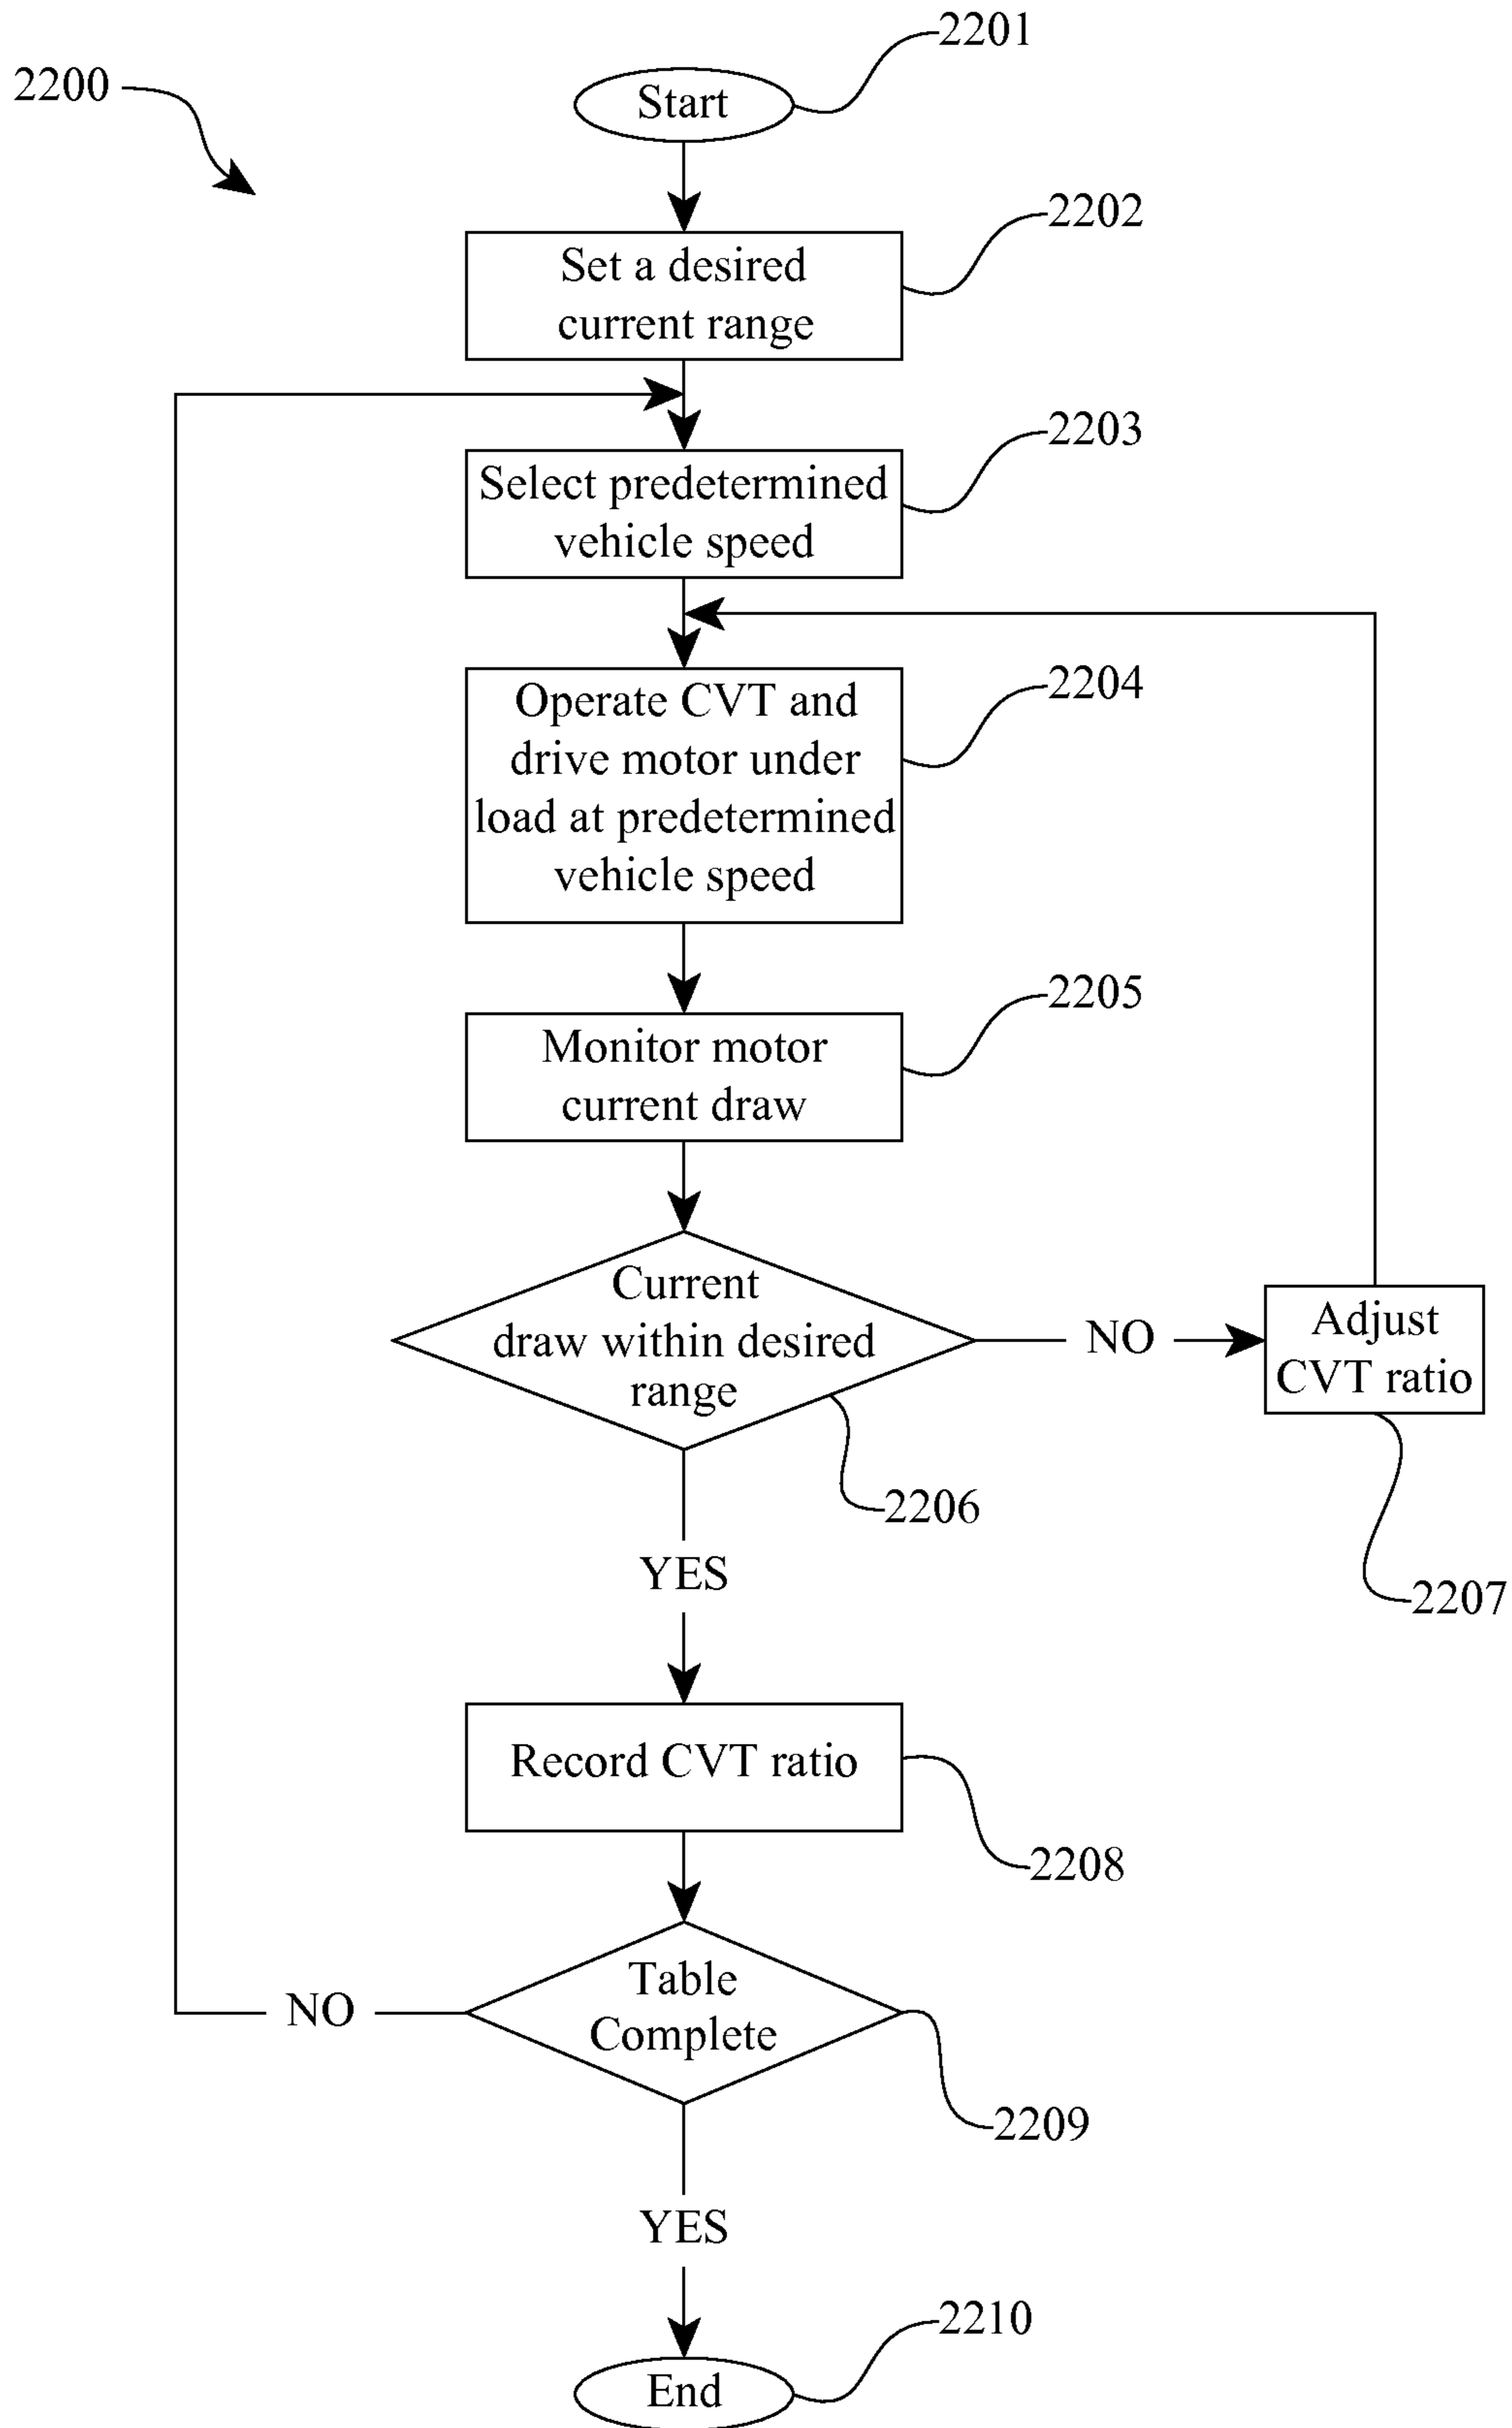 2201
2200
Start
2202
Set a desired
current range
2203
Select predetermined
vehicle speed
2204
Operate CVT and
drive motor under
load at predetermined
vehicle speed
2205
Monitor motor
current draw
Current
draw within desired
range
NO
Adjust
CVT ratio
2206
YES
2207
Record CVT ratio
2208
Table
Complete
NO
2209
YES
2210
End